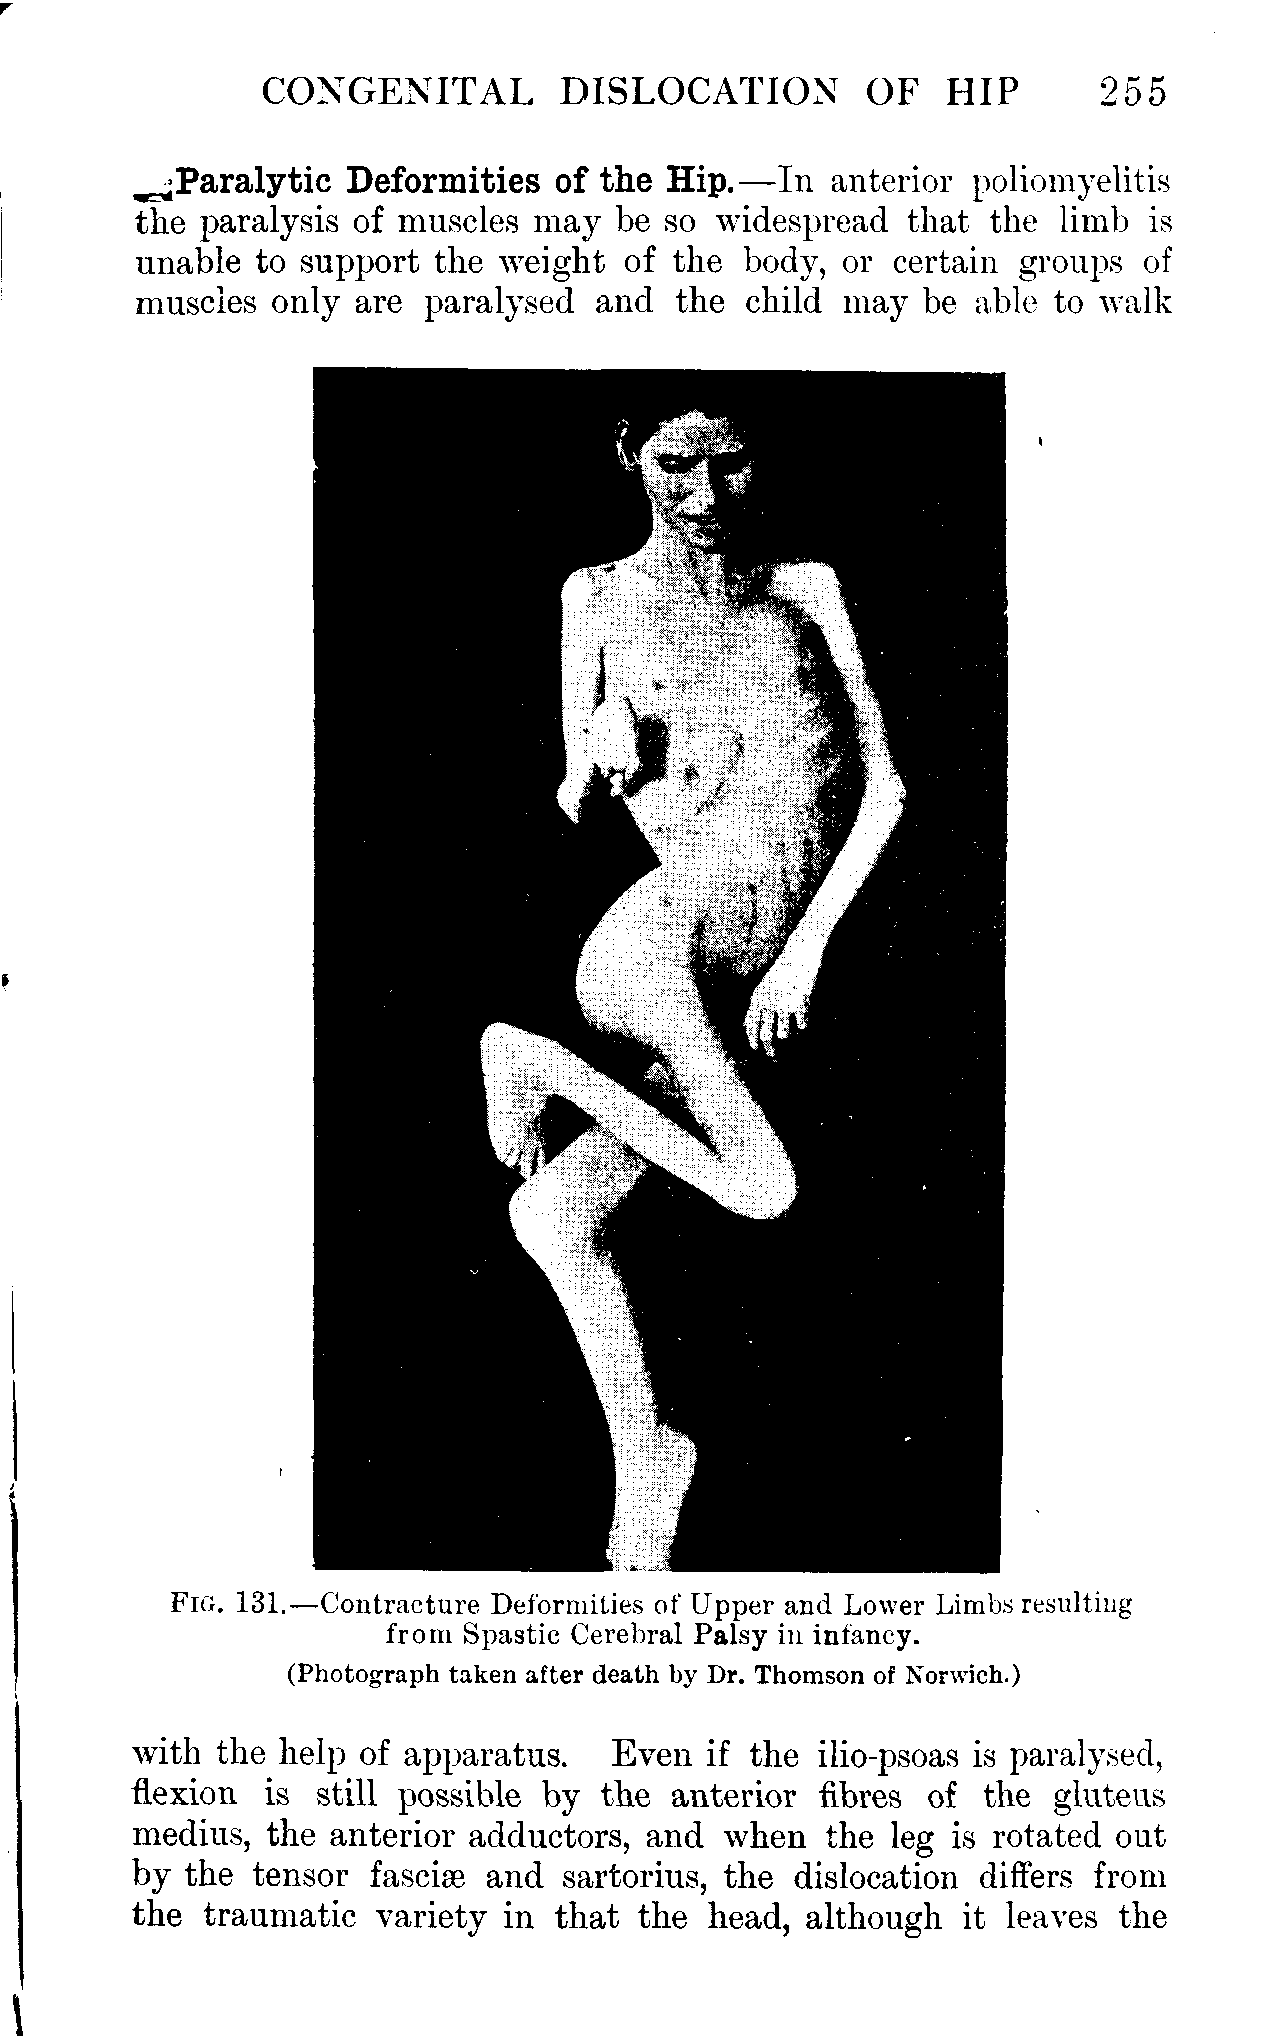 CONGENITAL DISLOCATION OF HIP 255
Paralytic Deformities of the Hip.—In anterior poliomyelitis
the paralysis of muscles may be so widespread that the limb is
unable to support the weight of the body, or certain groups of
muscles only are paralysed and the child may be able to walk
FIG. 131.—Contracture Deformities of Upper and Lower Limbs resulting
from Spastic Cerebral Palsy in infancy.
(Photograph taken after death by Dr. Thomson of Norwich.)
with the help of apparatus. Even if the ilio-psoas is paralysed,
flexion is still possible by the anterior fibres of the gluteus
medius, the anterior adductors, and when the leg is rotated out
by the tensor fasciæ and sartorius, the dislocation differs from
the traumatic variety in that the head, although it leaves the